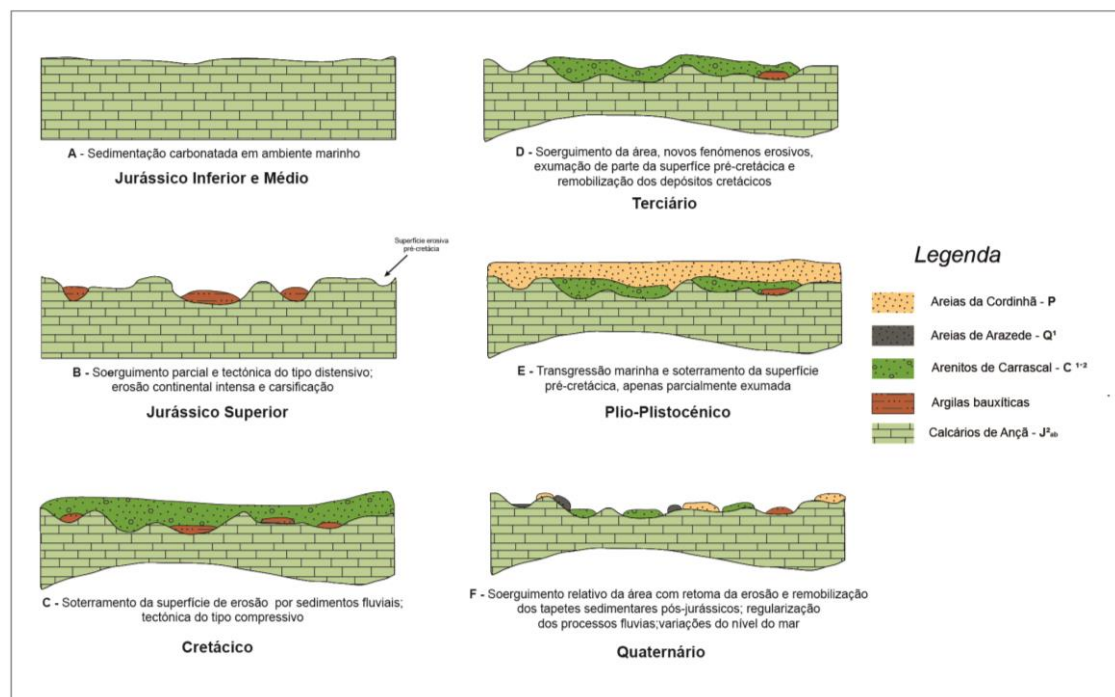 A - Sedimentação carbonatada em ambiente marinho
Jurássico Inferior e Médio
Superfície erosiva
pré-cretácia
B - Soerguimento parcial e tectónica do tipo distensivo;
erosão continental intensa e carsificação
Jurássico Superior
C - Soterramento da superfície de erosão por sedimentos fluviais;
tectónica do tipo compressivo
Cretácico
D - Soerguimento da área, novos fenómenos erosivos,
exumação de parte da superfíce pré-cretácica e
remobilização dos depósitos cretácicos
Terciário
E - Transgressão marinha e soterramento da superfície
pré-cretácica, apenas parcialmente exumada
Plio-Plistocénico
F - Soerguimento relativo da área com retoma da erosão e remobilização
dos tapetes sedimentares pós-jurássicos; regularização
dos processos fluvias;variações do nível do mar
Quaternário
Legenda
Areias da Cordinhã - P
Areias de Arazede - Q¹
Arenitos de Carrascal - C ¹⁻²
Argilas bauxíticas
Calcários de Ançã - J²ab